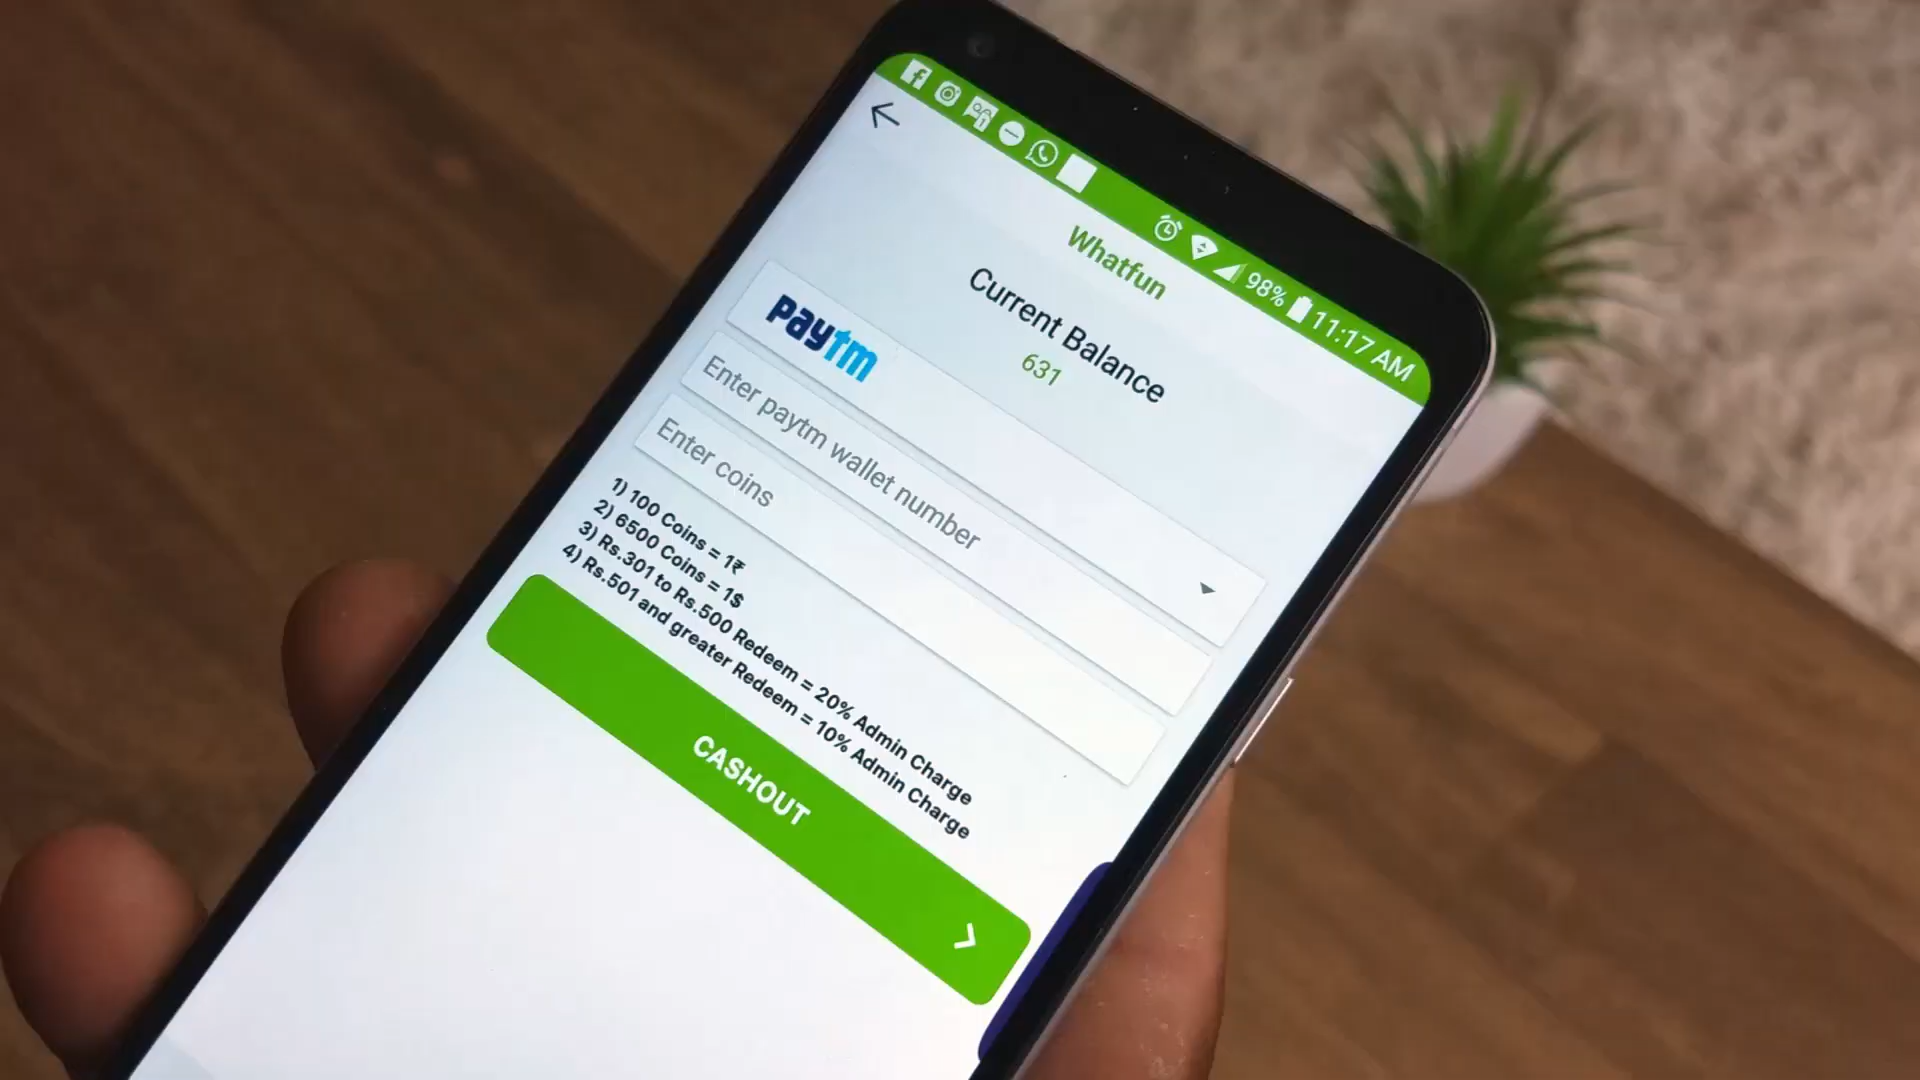 98% 11:17 AM
Whatfun
Current Balance
631
paytm
Enter paytm wallet number
Enter coins
1) 100 Coins = 1₹
2) 6500 Coins = 1$
3) Rs.301 to Rs.500 Redeem = 20% Admin Charge
4) Rs.501 and greater Redeem = 10% Admin Charge
CASHOUT